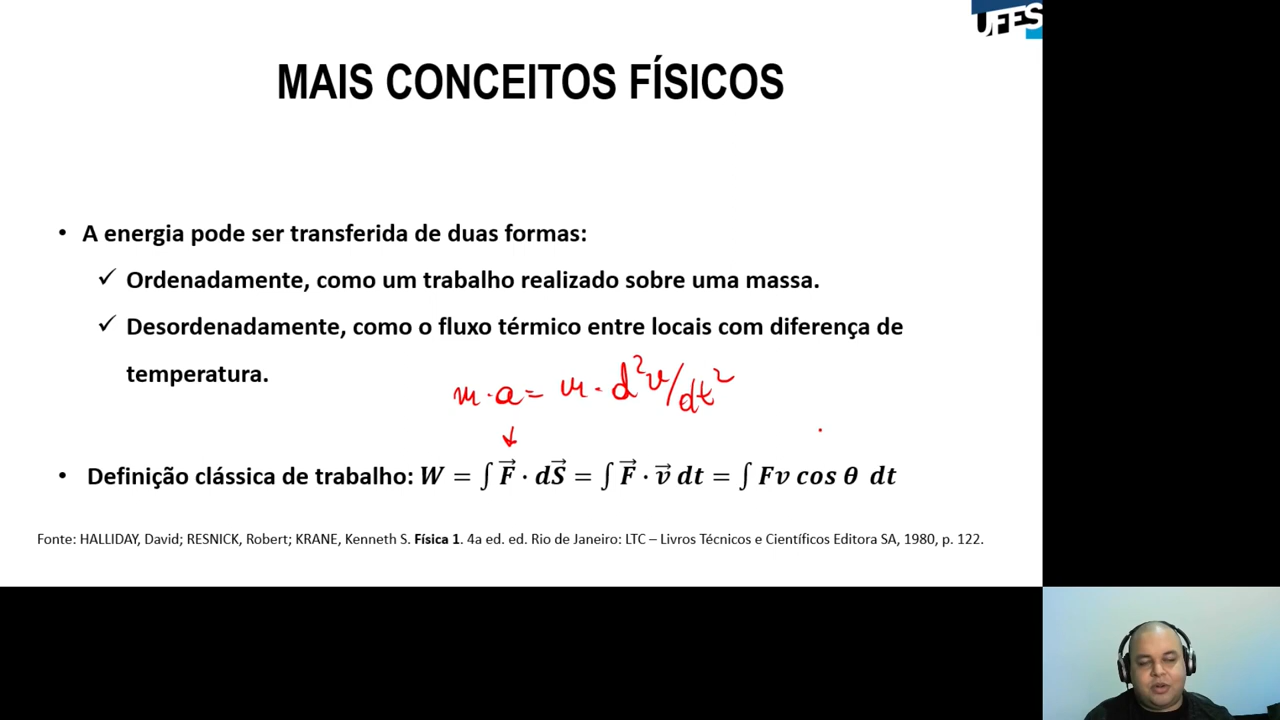 UFES
MAIS CONCEITOS FÍSICOS
• A energia pode ser transferida de duas formas:
✓ Ordenadamente, como um trabalho realizado sobre uma massa.
✓ Desordenadamente, como o fluxo térmico entre locais com diferença de
temperatura.
m · a = m · d²v/dt²
• Definição clássica de trabalho: W = ∫ F⃗ · dS⃗ = ∫ F⃗ · v⃗ dt = ∫ Fv cos θ dt
Fonte: HALLIDAY, David; RESNICK, Robert; KRANE, Kenneth S. Física 1. 4a ed. ed. Rio de Janeiro: LTC – Livros Técnicos e Científicos Editora SA, 1980, p. 122.